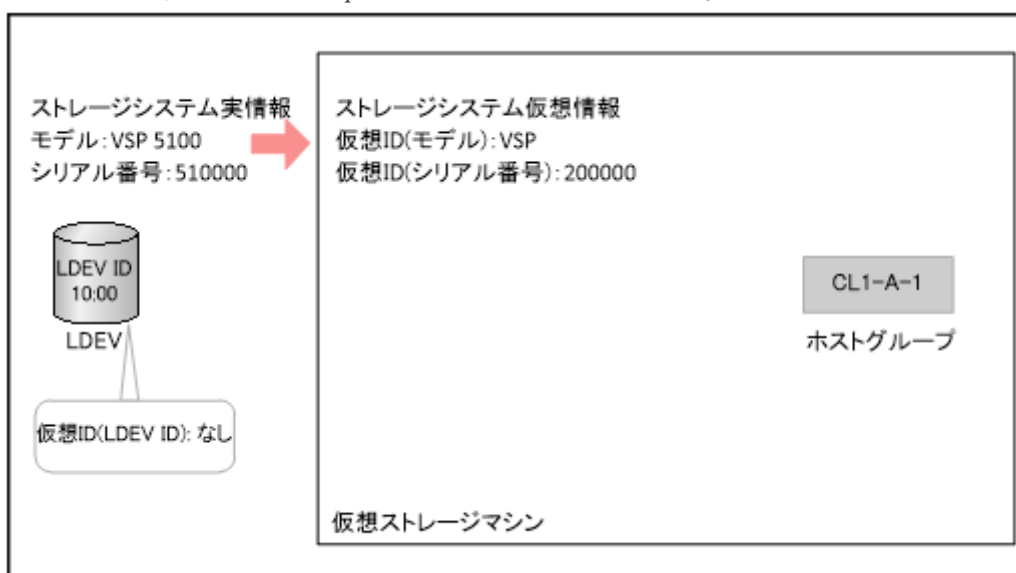 ストレージシステム実情報
モデル:VSP 5100
シリアル番号:510000
ストレージシステム仮想情報
仮想ID(モデル):VSP
仮想ID(シリアル番号):200000
LDEV ID
10:00
LDEV
仮想ID(LDEV ID): なし
CL1-A-1
ホストグループ
仮想ストレージマシン